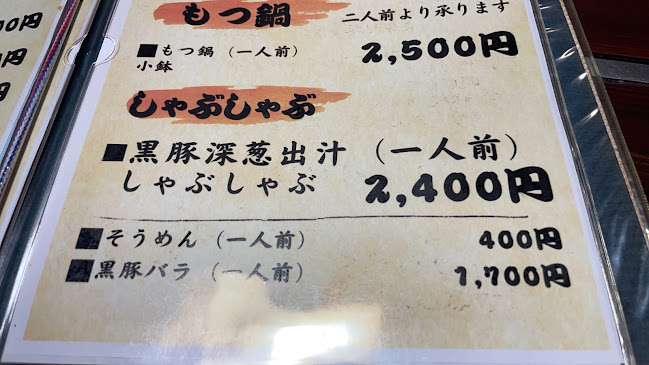 もつ鍋 二人前より承ります
■もつ鍋（一人前） 2,500円
小鉢
しゃぶしゃぶ
■黒豚深葱出汁（一人前）
しゃぶしゃぶ 2,400円
■そうめん（一人前） 400円
■黒豚バラ（一人前） 1,700円